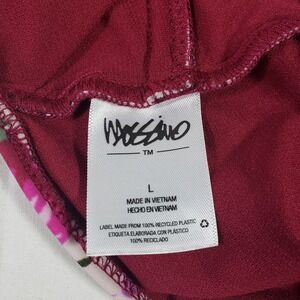 Mossimo
TM
L
MADE IN VIETNAM
HECHO EN VIETNAM
LABEL MADE FROM 100% RECYCLED PLASTIC
ETIQUETA ELABORADA CON PLÁSTICO
100% RECICLADO